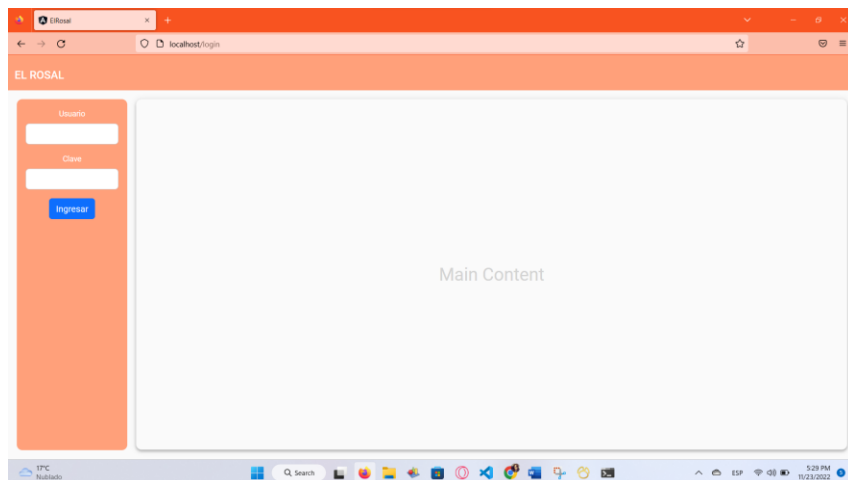 ElRosal
localhost/login
EL ROSAL
Usuario
Clave
Ingresar
Main Content
17°C
Nublado
Search
ESP
5:29 PM
11/23/2022